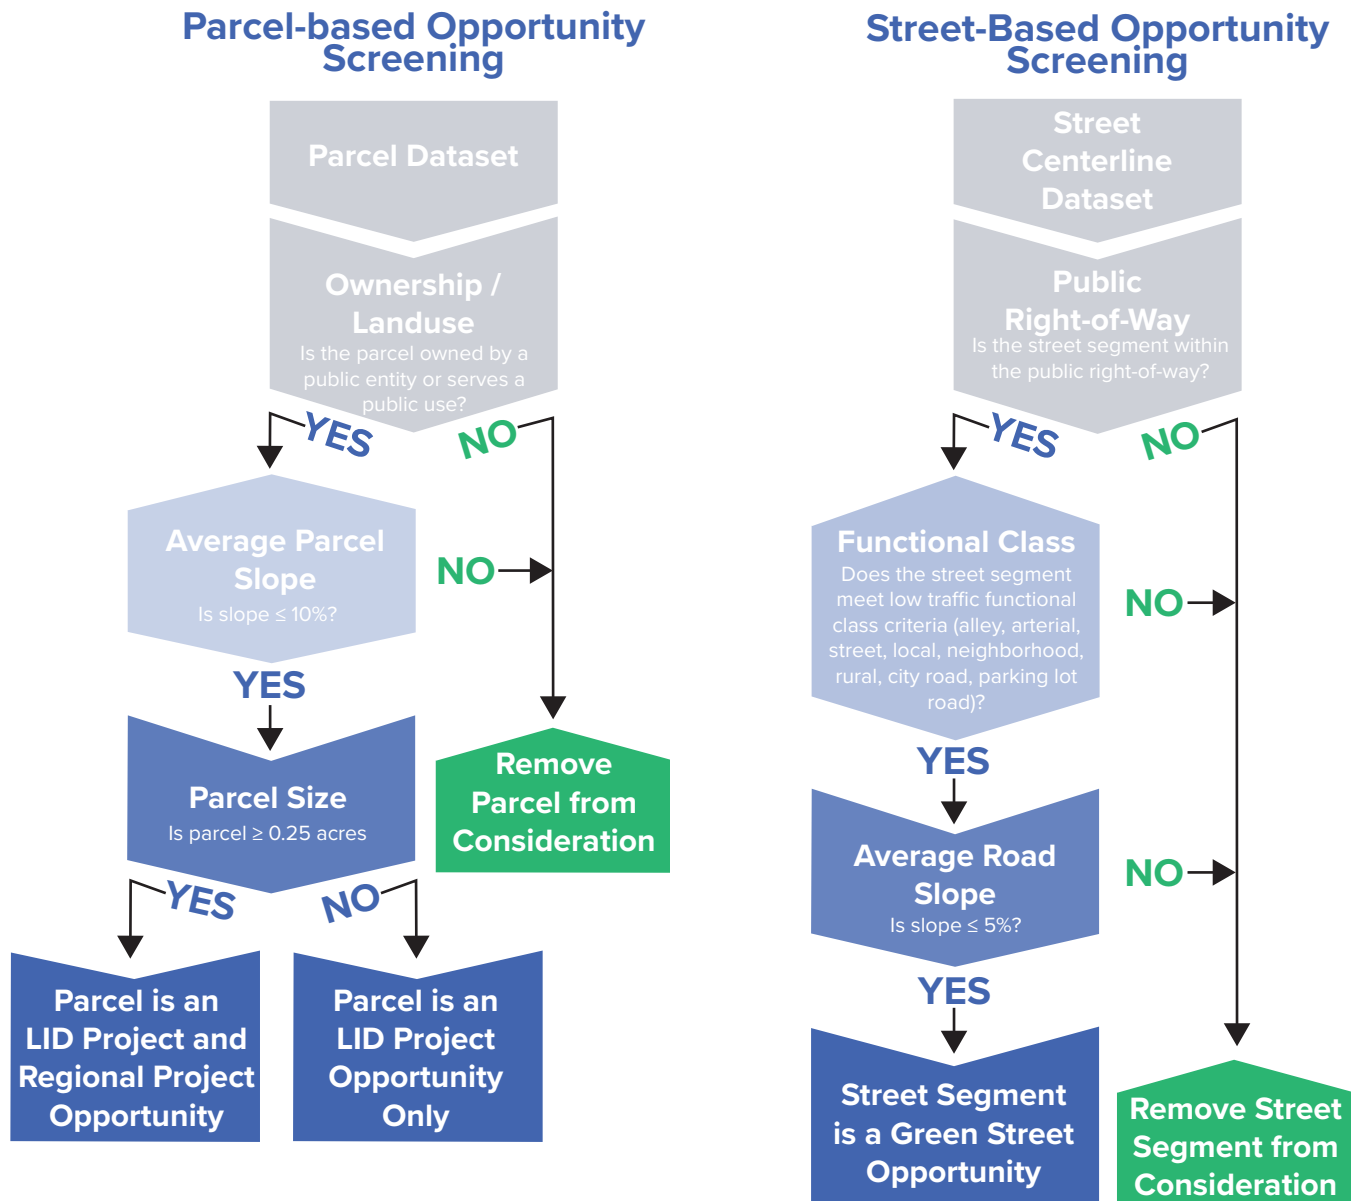 Parcel-based Opportunity
Screening
Parcel Dataset
Ownership /
Landuse
Is the parcel owned by a
public entity or serves a
public use?
YES
NO
Average Parcel
Slope
Is slope ≤ 10%?
NO
YES
Parcel Size
Is parcel ≥ 0.25 acres
Remove
Parcel from
Consideration
YES
NO
Parcel is an
LID Project and
Regional Project
Opportunity
Parcel is an
LID Project
Opportunity
Only
Street-Based Opportunity
Screening
Street
Centerline
Dataset
Public
Right-of-Way
Is the street segment within
the public right-of-way?
YES
NO
Functional Class
Does the street segment
meet low traffic functional
class criteria (alley, arterial,
street, local, neighborhood,
rural, city road, parking lot
road)?
NO
YES
Average Road
Slope
Is slope ≤ 5%?
NO
YES
Street Segment
is a Green Street
Opportunity
Remove Street
Segment from
Consideration